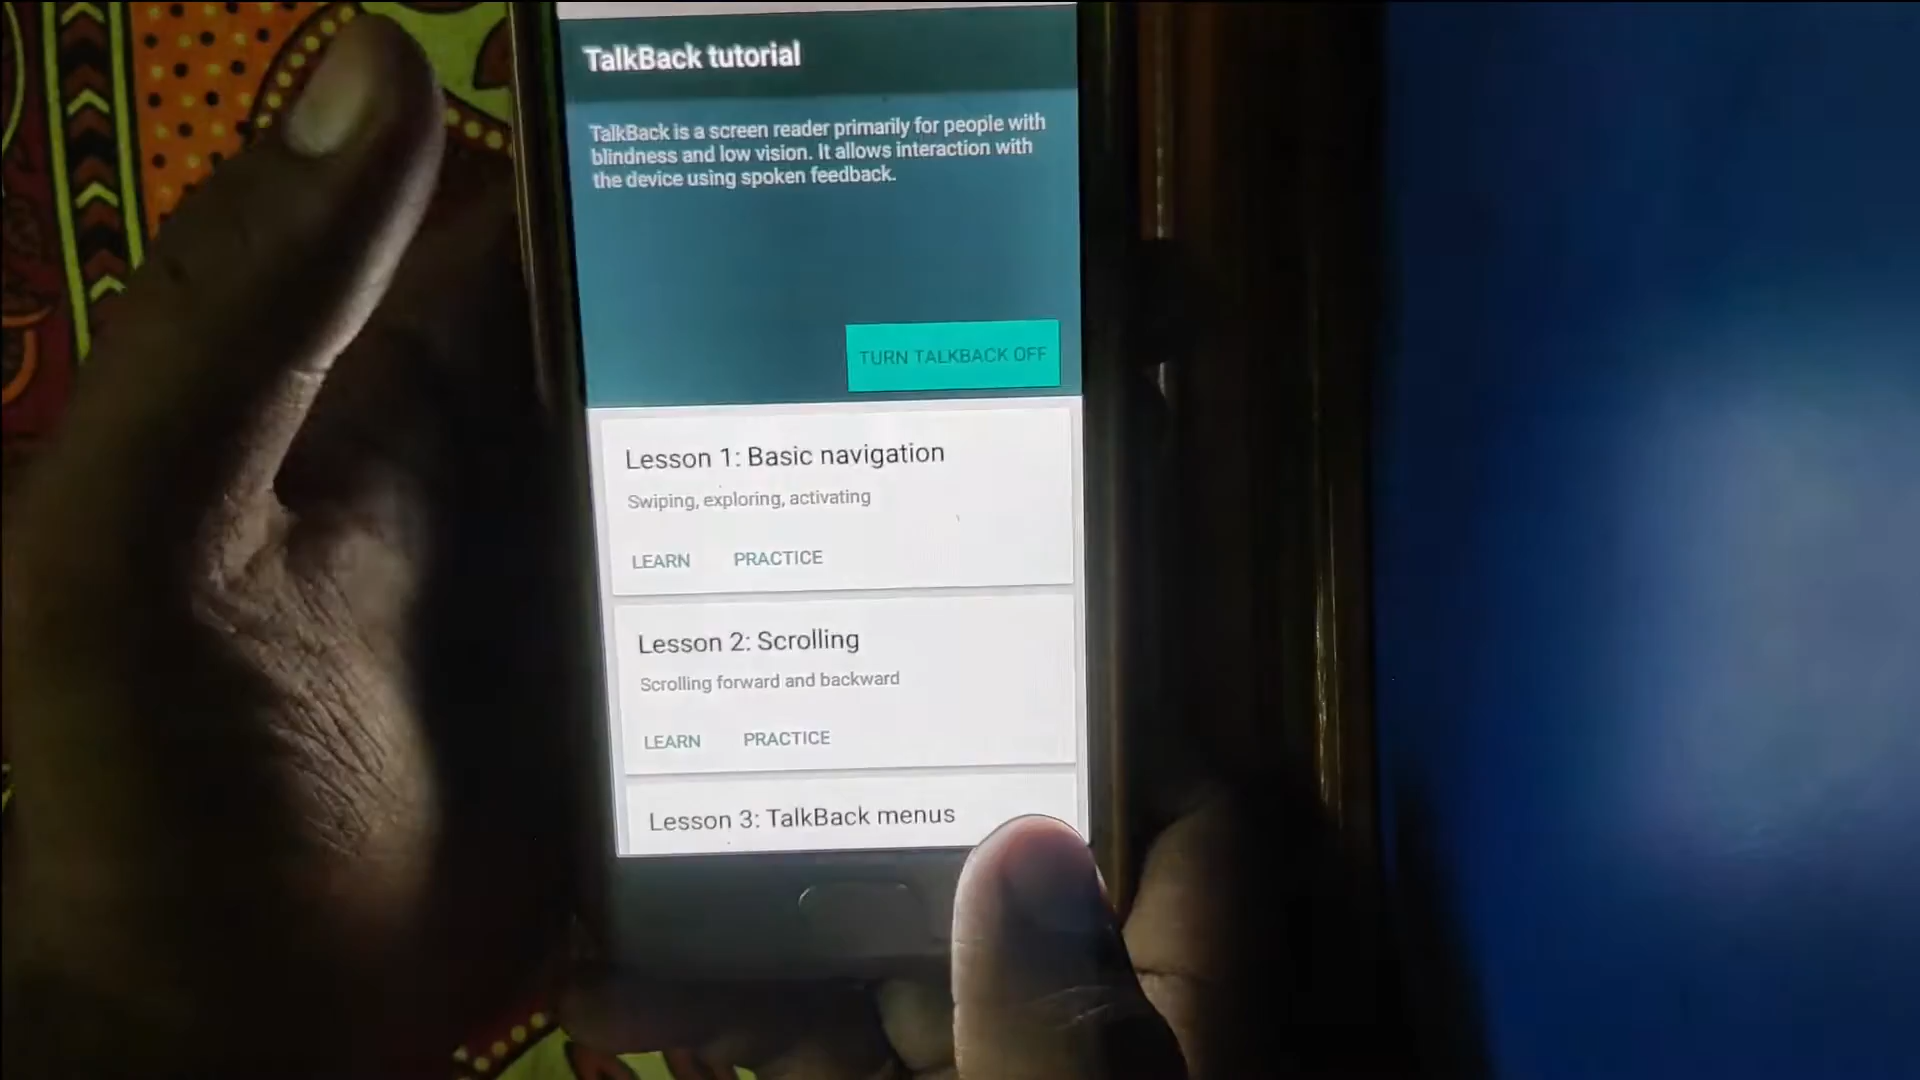 TalkBack tutorial
TalkBack is a screen reader primarily for people with
blindness and low vision. It allows interaction with
the device using spoken feedback.
TURN TALKBACK OFF
Lesson 1: Basic navigation
Swiping, exploring, activating
LEARN PRACTICE
Lesson 2: Scrolling
Scrolling forward and backward
LEARN PRACTICE
Lesson 3: TalkBack menus